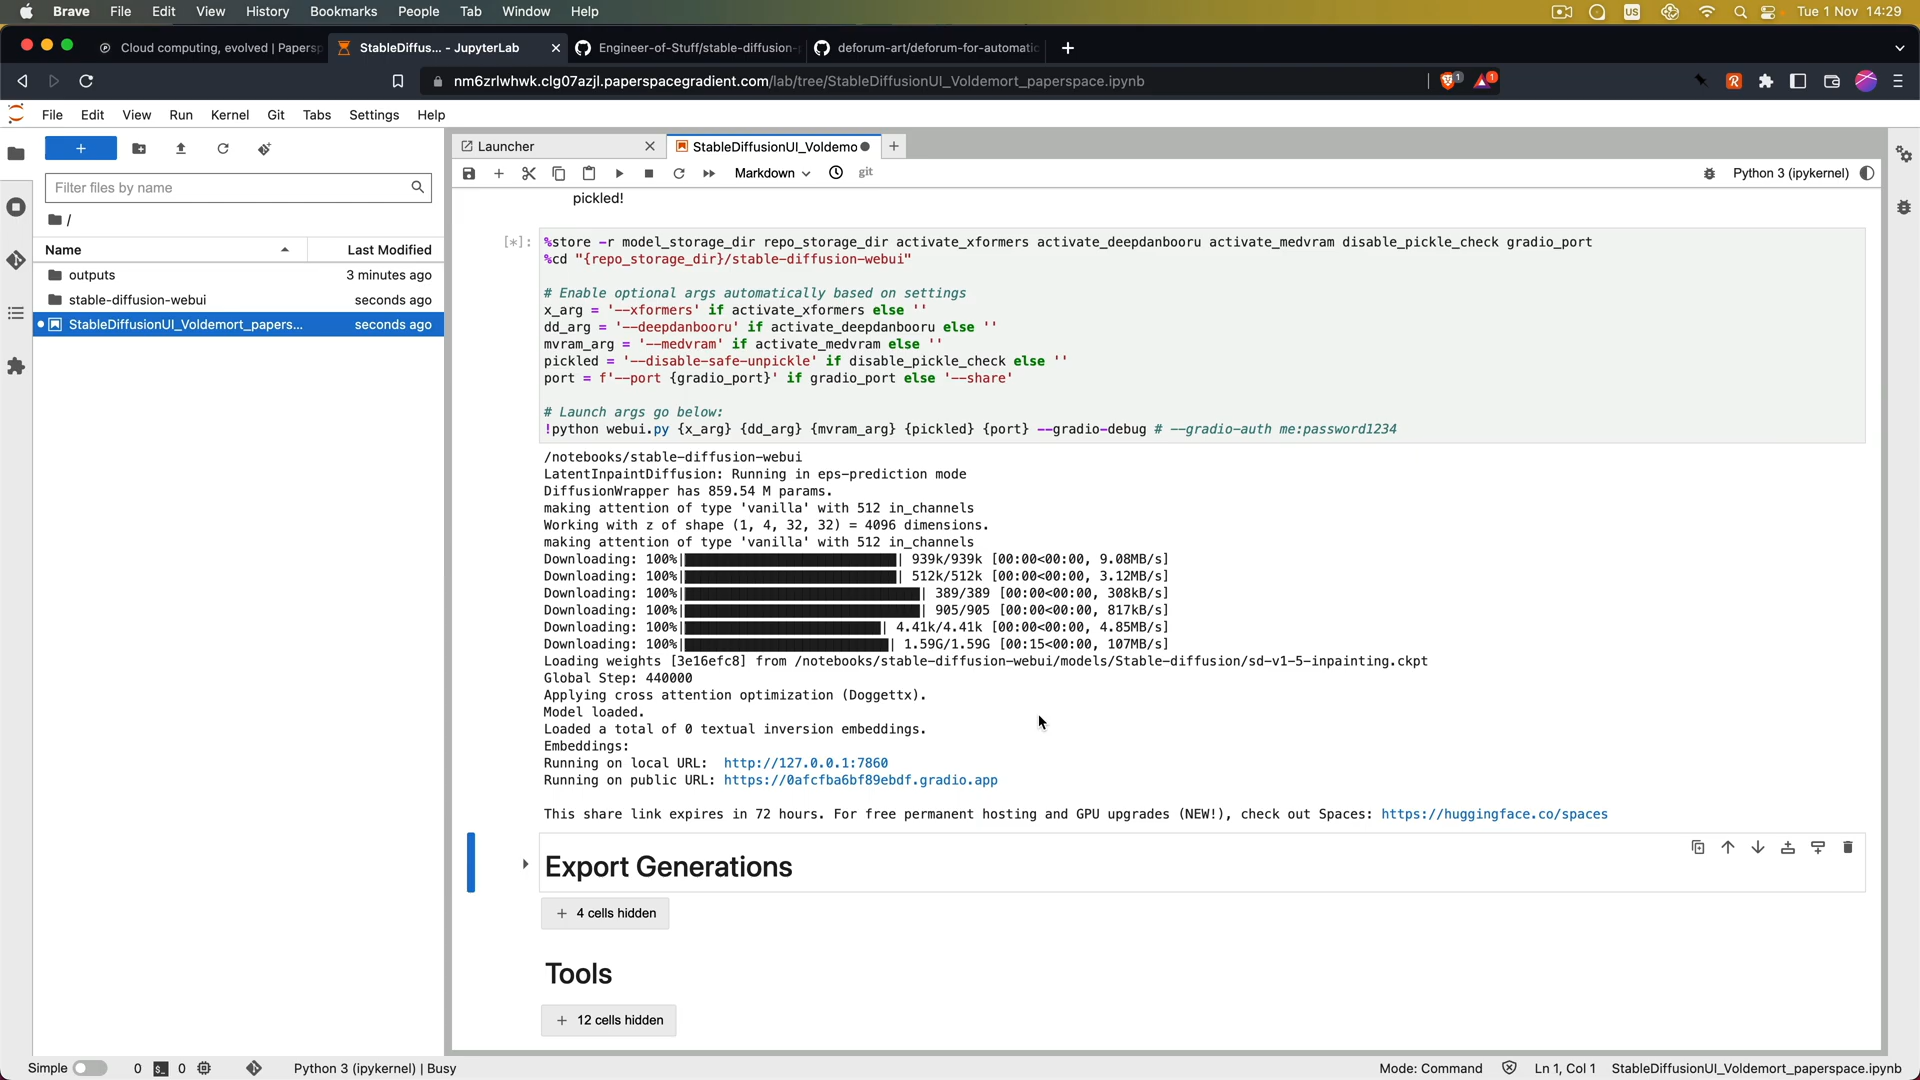 Brave File Edit View History Bookmarks People Tab Window Help
US Tue 1 Nov 14:29
Cloud computing, evolved | Papersp
StableDiffus... - JupyterLab
Engineer-of-Stuff/stable-diffusion-
deforum-art/deforum-for-automatic
nm6zrlwhwk.clg07azjl.paperspacegradient.com/lab/tree/StableDiffusionUI_Voldemort_paperspace.ipynb
1
1
File Edit View Run Kernel Git Tabs Settings Help
Launcher
StableDiffusionUI_Voldemo
Markdown
git
Python 3 (ipykernel)
Filter files by name
/
Name Last Modified
outputs 3 minutes ago
stable-diffusion-webui seconds ago
StableDiffusionUI_Voldemort_papers... seconds ago
pickled!
[*]:
%store -r model_storage_dir repo_storage_dir activate_xformers activate_deepdanbooru activate_medvram disable_pickle_check gradio_port
%cd "{repo_storage_dir}/stable-diffusion-webui"
# Enable optional args automatically based on settings
x_arg = '--xformers' if activate_xformers else ''
dd_arg = '--deepdanbooru' if activate_deepdanbooru else ''
mvram_arg = '--medvram' if activate_medvram else ''
pickled = '--disable-safe-unpickle' if disable_pickle_check else ''
port = f'--port {gradio_port}' if gradio_port else '--share'
# Launch args go below:
!python webui.py {x_arg} {dd_arg} {mvram_arg} {pickled} {port} --gradio-debug # --gradio-auth me:password1234
/notebooks/stable-diffusion-webui
LatentInpaintDiffusion: Running in eps-prediction mode
DiffusionWrapper has 859.54 M params.
making attention of type 'vanilla' with 512 in_channels
Working with z of shape (1, 4, 32, 32) = 4096 dimensions.
making attention of type 'vanilla' with 512 in_channels
Downloading: 100%| | 939k/939k [00:00<00:00, 9.08MB/s]
Downloading: 100%| | 512k/512k [00:00<00:00, 3.12MB/s]
Downloading: 100%| | 389/389 [00:00<00:00, 308kB/s]
Downloading: 100%| | 905/905 [00:00<00:00, 817kB/s]
Downloading: 100%| | 4.41k/4.41k [00:00<00:00, 4.85MB/s]
Downloading: 100%| | 1.59G/1.59G [00:15<00:00, 107MB/s]
Loading weights [3e16efc8] from /notebooks/stable-diffusion-webui/models/Stable-diffusion/sd-v1-5-inpainting.ckpt
Global Step: 440000
Applying cross attention optimization (Doggettx).
Model loaded.
Loaded a total of 0 textual inversion embeddings.
Embeddings:
Running on local URL: http://127.0.0.1:7860
Running on public URL: https://0afcfba6bf89ebdf.gradio.app
This share link expires in 72 hours. For free permanent hosting and GPU upgrades (NEW!), check out Spaces: https://huggingface.co/spaces
Export Generations
4 cells hidden
Tools
12 cells hidden
Simple 0 0 Python 3 (ipykernel) | Busy Mode: Command Ln 1, Col 1 StableDiffusionUI_Voldemort_paperspace.ipynb